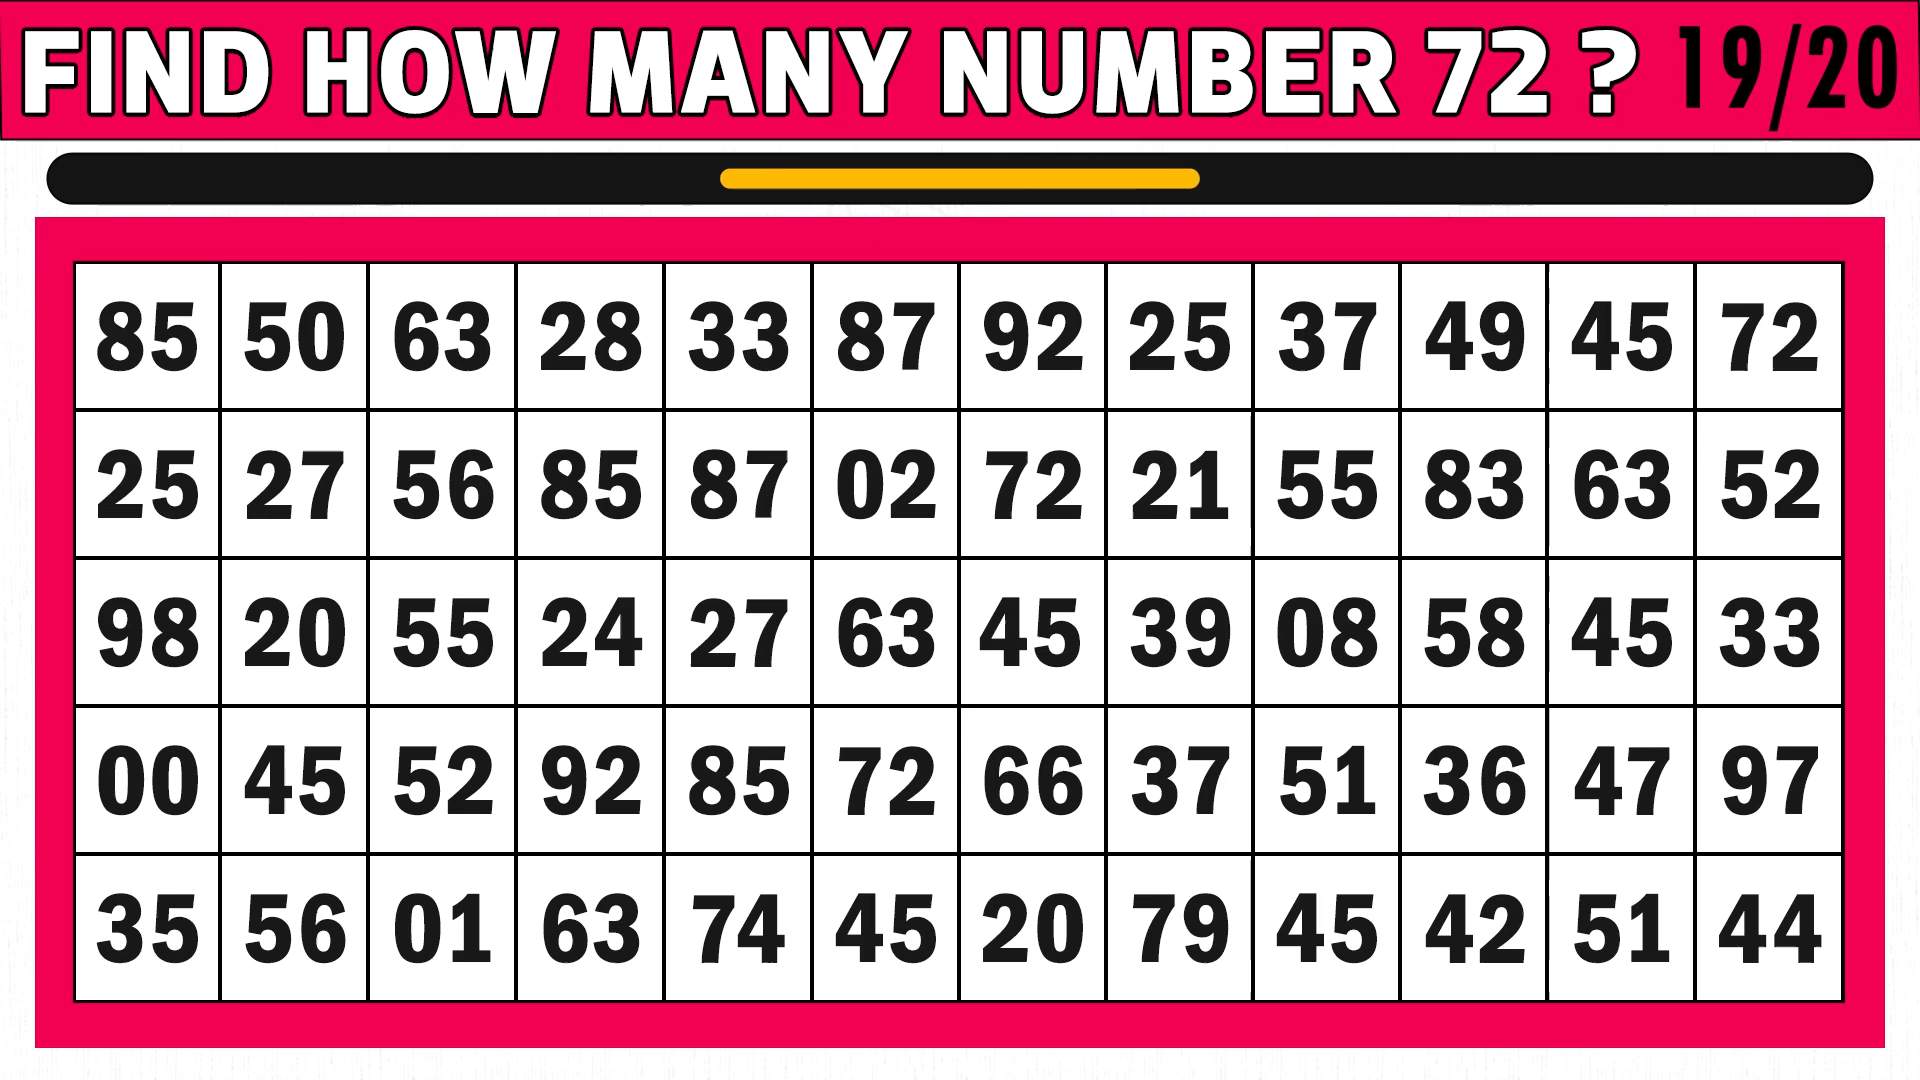 FIND HOW MANY NUMBER 72 ? 19/20
85 50 63 28 33 87 92 25 37 49 45 72
25 27 56 85 87 02 72 21 55 83 63 52
98 20 55 24 27 63 45 39 08 58 45 33
00 45 52 92 85 72 66 37 51 36 47 97
35 56 01 63 74 45 20 79 45 42 51 44